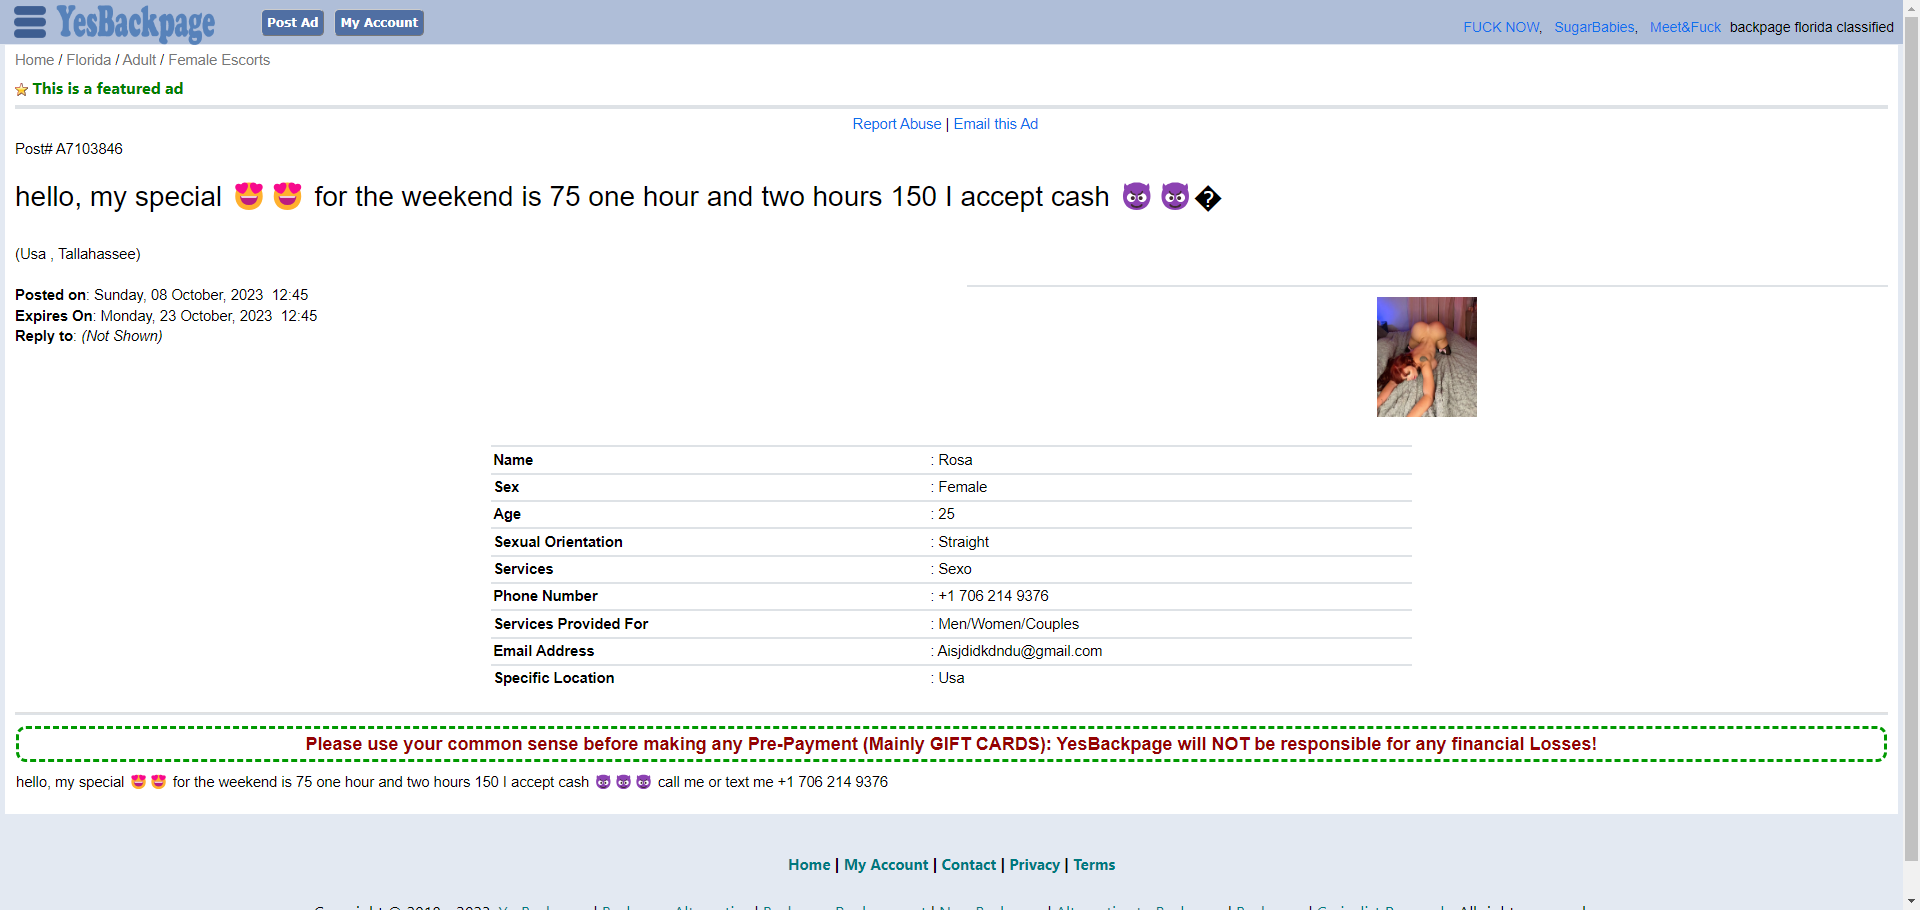 YesBackpage
Post Ad
My Account
FUCK NOW, SugarBabies, Meet&Fuck backpage florida classified
Home / Florida / Adult / Female Escorts
This is a featured ad
Report Abuse | Email this Ad
Post# A7103846
hello, my special 😍😍 for the weekend is 75 one hour and two hours 150 I accept cash 😈😈�
(Usa , Tallahassee)
Posted on: Sunday, 08 October, 2023 12:45
Expires On: Monday, 23 October, 2023 12:45
Reply to: (Not Shown)
Name : Rosa
Sex : Female
Age : 25
Sexual Orientation : Straight
Services : Sexo
Phone Number : +1 706 214 9376
Services Provided For : Men/Women/Couples
Email Address : Aisjdidkdndu@gmail.com
Specific Location : Usa
Please use your common sense before making any Pre-Payment (Mainly GIFT CARDS): YesBackpage will NOT be responsible for any financial Losses!
hello, my special 😍😍 for the weekend is 75 one hour and two hours 150 I accept cash 😈😈😈 call me or text me +1 706 214 9376
Home | My Account | Contact | Privacy | Terms